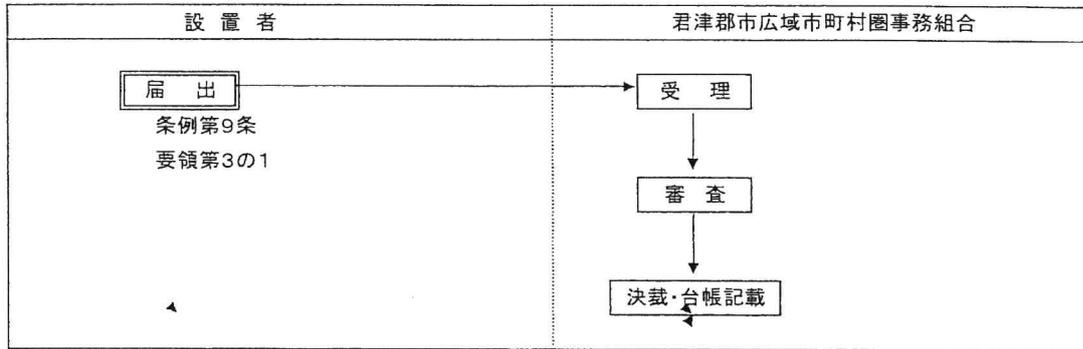 設置者
君津郡市広域市町村圏事務組合
届出
受理
条例第9条
要領第3の1
審査
決裁・台帳記載